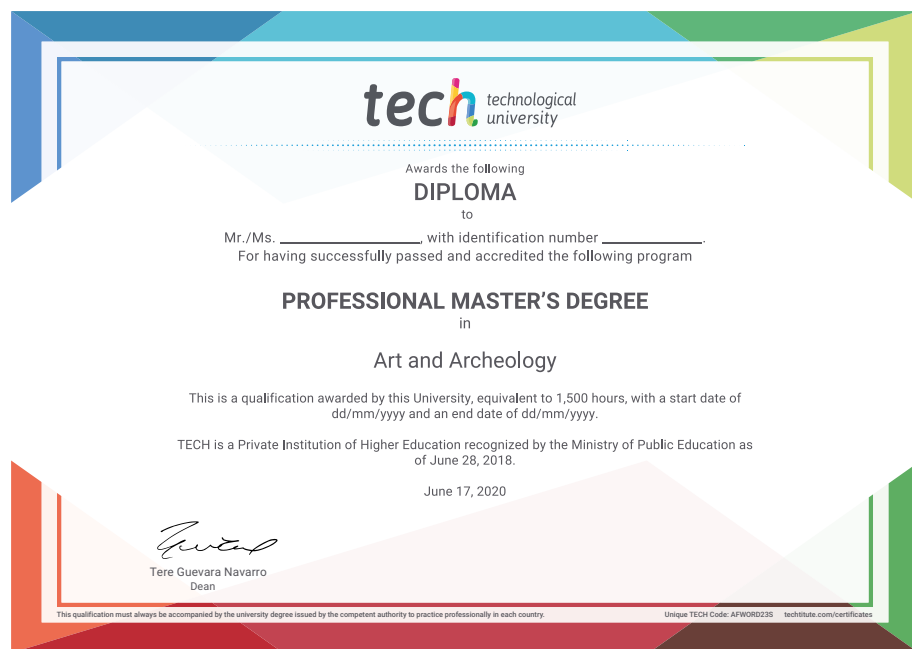 tech technological
university
Awards the following
DIPLOMA
to
Mr./Ms. ____________________, with identification number ______________.
For having successfully passed and accredited the following program
PROFESSIONAL MASTER'S DEGREE
in
Art and Archeology
This is a qualification awarded by this University, equivalent to 1,500 hours, with a start date of
dd/mm/yyyy and an end date of dd/mm/yyyy.
TECH is a Private Institution of Higher Education recognized by the Ministry of Public Education as
of June 28, 2018.
June 17, 2020
Tere Guevara Navarro
Dean
This qualification must always be accompanied by the university degree issued by the competent authority to practice professionally in each country. Unique TECH Code: AFWORD23S techtitute.com/certificates